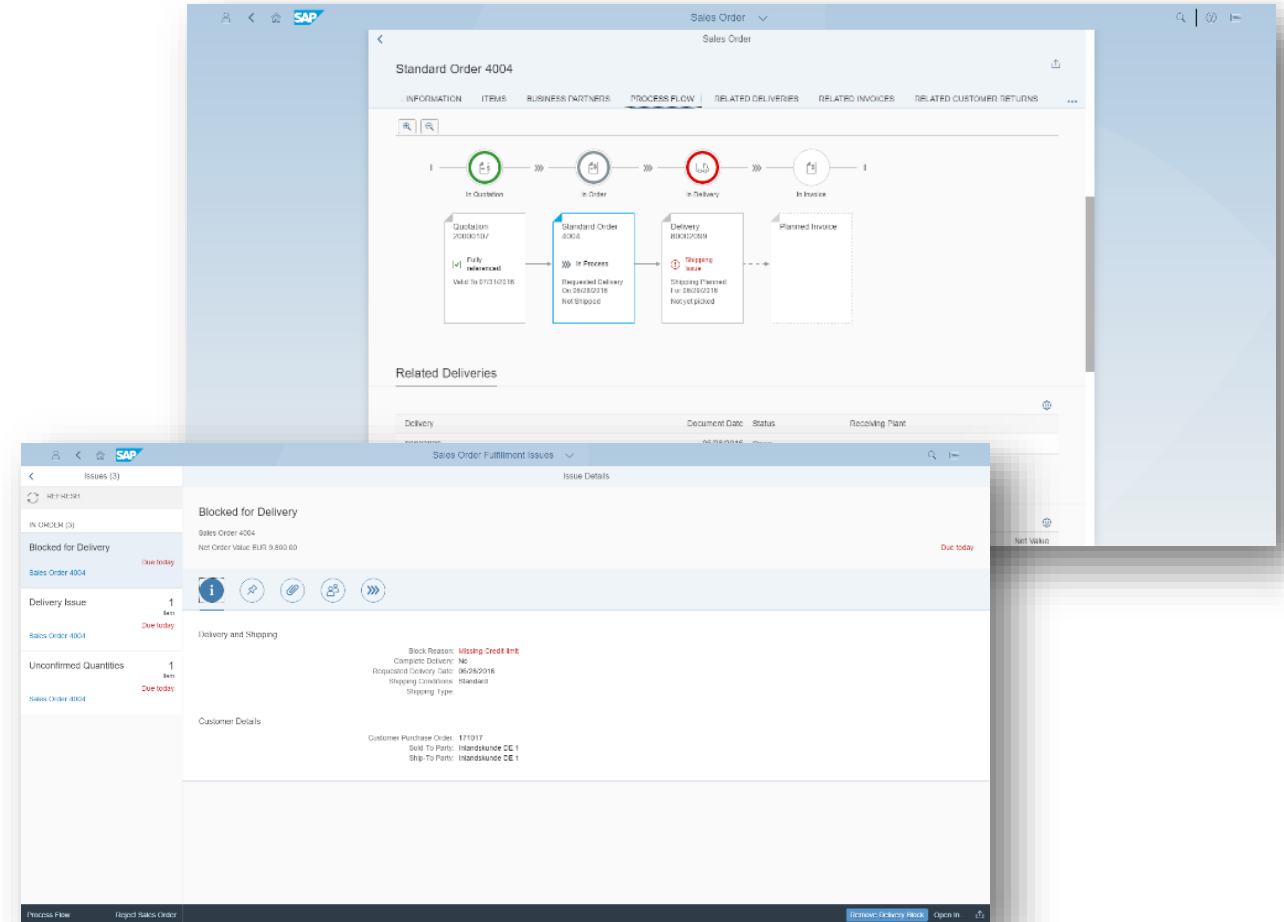 SAP
Sales Order
Sales Order
Standard Order 4004
INFORMATION ITEMS BUSINESS PARTNERS PROCESS FLOW RELATED DELIVERIES RELATED INVOICES RELATED CUSTOMER RETURNS ...
In Quotation In Order In Delivery In Invoice
Quotation
20000107
Fully
referenced
Valid To 07/31/2016
Standard Order
4004
In Process
Requested Delivery
On 06/28/2016
Not Shipped
Delivery
80002099
Shipping
Issue
Shipping Planned
For 06/28/2016
Not yet picked
Planned Invoice
Related Deliveries
Delivery Document Date Status Receiving Plant
Net Value
SAP
Sales Order Fulfillment Issues
Issues (3)
Issue Details
REFRESH
IN ORDER (3)
Blocked for Delivery
Due today
Sales Order 4004
Delivery Issue 1
Item
Due today
Sales Order 4004
Unconfirmed Quantities 1
Item
Due today
Sales Order 4004
Blocked for Delivery
Sales Order 4004
Net Order Value EUR 9,800.00
Due today
Delivery and Shipping
Block Reason: Missing Credit limit
Complete Delivery: No
Requested Delivery Date: 06/28/2016
Shipping Conditions: Standard
Shipping Type:
Customer Details
Customer Purchase Order: 171017
Sold To Party: Inlandskunde DE 1
Ship-To Party: Inlandskunde DE 1
Process Flow Reject Sales Order Remove Delivery Block Open In